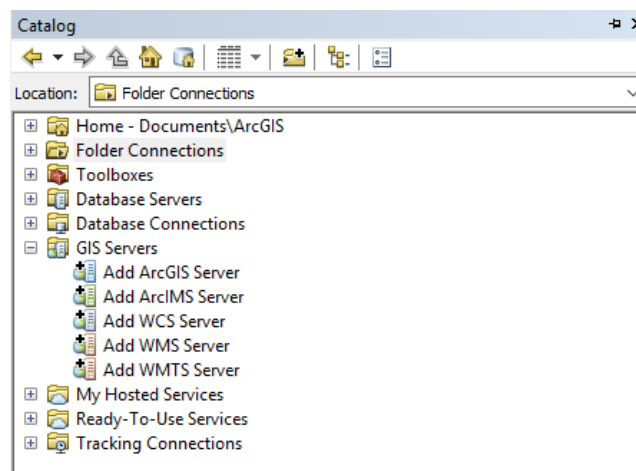 Catalog
Location: Folder Connections
Home - Documents\ArcGIS
Folder Connections
Toolboxes
Database Servers
Database Connections
GIS Servers
Add ArcGIS Server
Add ArcIMS Server
Add WCS Server
Add WMS Server
Add WMTS Server
My Hosted Services
Ready-To-Use Services
Tracking Connections